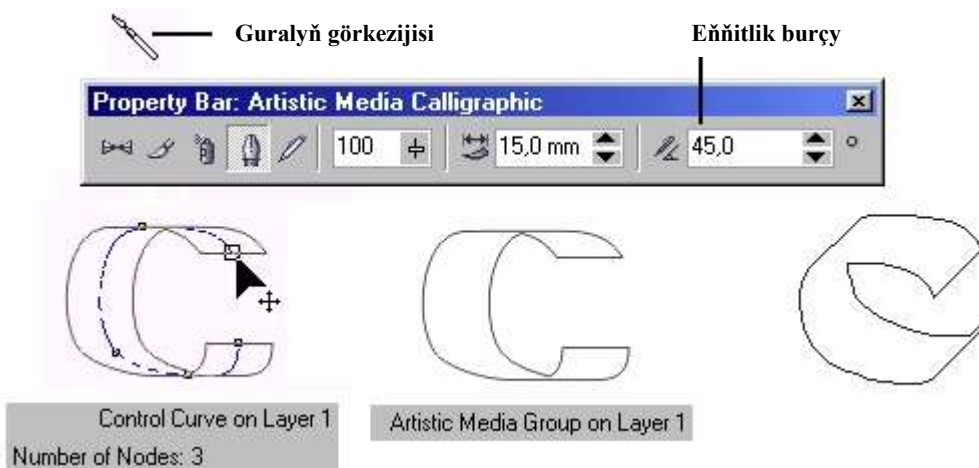 Guralyň görkezijisi
Eňňitlik burçy
Property Bar: Artistic Media Calligraphic
100
15,0 mm
45,0
°
Control Curve on Layer 1
Number of Nodes: 3
Artistic Media Group on Layer 1